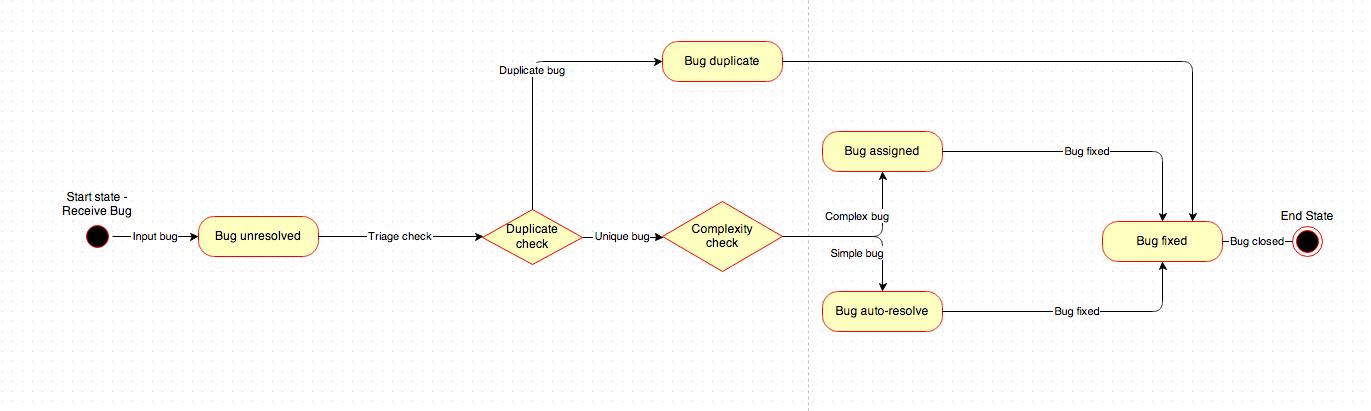 Bug duplicate
Duplicate bug
Bug assigned
Bug fixed
Start state -
Receive Bug
Input bug
Bug unresolved
Triage check
Duplicate
check
Unique bug
Complexity
check
Complex bug
Simple bug
Bug fixed
Bug closed
End State
Bug auto-resolve
Bug fixed